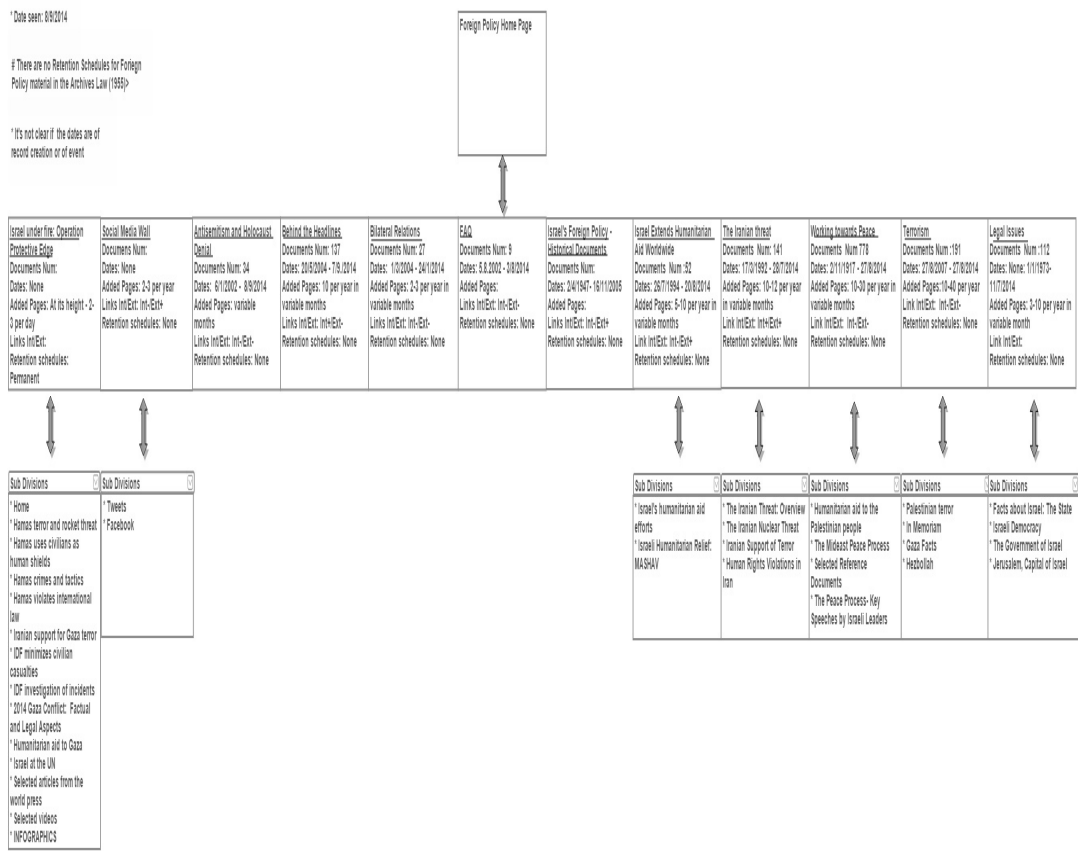 * Date seen: 8/9/2014
# There are no Retention Schedules for Foriegn
Policy material in the Archives Law (1955)>
* It's not clear if the dates are of
record creation or of event
Foreign Policy Home Page
Israel under fire: Operation
Protective Edge
Documens Num:
Dates: None
Added Pages: At its height - 2-
3 per day
Links Int/Ext:
Retention schedules:
Permanent
Social Media Wall
Documens Num:
Dates: None
Added Pages: 2-3 per year
Links Int/Ext: Int-/Ext+
Retention schedules: None
Antisemitism and Holocaust
Denial
Documens Num: 34
Dates: 6/1/2002 - 8/9/2014
Added Pages: variable
months
Links Int/Ext: Int-/Ext-
Retention schedules: None
Behind the Headlines
Documens Num: 137
Dates: 20/5/2004 - 7/9./2014
Added Pages: 10 per year in
variable months
Links Int/Ext: Int+/Ext-
Retention schedules: None
Bilateral Relations
Documens Num: 27
Dates: 1/3/2004 - 24/1/2014
Added Pages: 2-3 per year in
variable months
Links Int/Ext: Int-/Ext-
Retention schedules: None
FAQ
Documens Num: 9
Dates: 5.8.2002 - 3/8/2014
Added Pages:
Links Int/Ext: Int-/Ext-
Retention schedules: None
Israel's Foreign Policy -
Historical Documents
Documens Num:
Dates: 2/4/1947- 16/11/2005
Added Pages:
Links Int/Ext: Int-/Ext+
Retention schedules: None
Israel Extends Humanitarian
Aid Worldwide
Documens Num :52
Dates: 26/7/1994 - 20/8/2014
Added Pages: 5-10 per year in
variable months
Link Int/Ext: Int-/Ext+
Retention schedules: None
The Iranian threat
Documens Num: 141
Dates: 17/3/1992 - 28/7/2014
Added Pages: 10-12 per year
in variable months
Link Int/Ext: Int+/Ext+
Retention schedules: None
Working towards Peace
Documens Num 778
Dates: 2/11/1917 - 27/8/2014
Added Pages: 10-30 per year in
variable months
Link Int/Ext: Int-/Ext-
Retention schedules: None
Terrorism
Documens Num :191
Dates: 27/8/2007 - 27/8/2014
Added Pages:10-40 per year
Link Int/Ext: Int-/Ext-
Retention schedules: None
Legal Issues
Documens Num :112
Dates: None: 1/1/1973-
11/7/2014
Added Pages: 3-10 per year in
variable month
Link Int/Ext:
Retention schedules: None
Sub Divisions
* Home
* Hamas terror and rocket threat
* Hamas uses civilians as
human shields
* Hamas crimes and tactics
* Hamas violates international
law
* Iranian support for Gaza terror
* IDF minimizes civilian
casualties
* IDF investigation of incidents
* 2014 Gaza Conflict: Factual
and Legal Aspects
* Humanitarian aid to Gaza
* Israel at the UN
* Selected articles from the
world press
* Selected videos
* INFOGRAPHICS
Sub Divisions
* Tweets
* Facebook
Sub Divisions
* Israel's humanitarian aid
efforts
* Israeli Humanitarian Relief:
MASHAV
Sub Divisions
* The Iranian Threat: Overview
* The Iranian Nuclear Threat
* Iranian Support of Terror
* Human Rights Violations in
Iran
Sub Divisions
* Humanitarian aid to the
Palestinian people
* The Mideast Peace Process
* Selected Reference
Documents
* The Peace Process- Key
Speeches by Israeli Leaders
Sub Divisions
* Palestinian terror
* In Memoriam
* Gaza Facts
* Hezbollah
Sub Divisions
* Facts about Israel: The State
* Israeli Democracy
* The Government of Israel
* Jerusalem, Capital of Israel